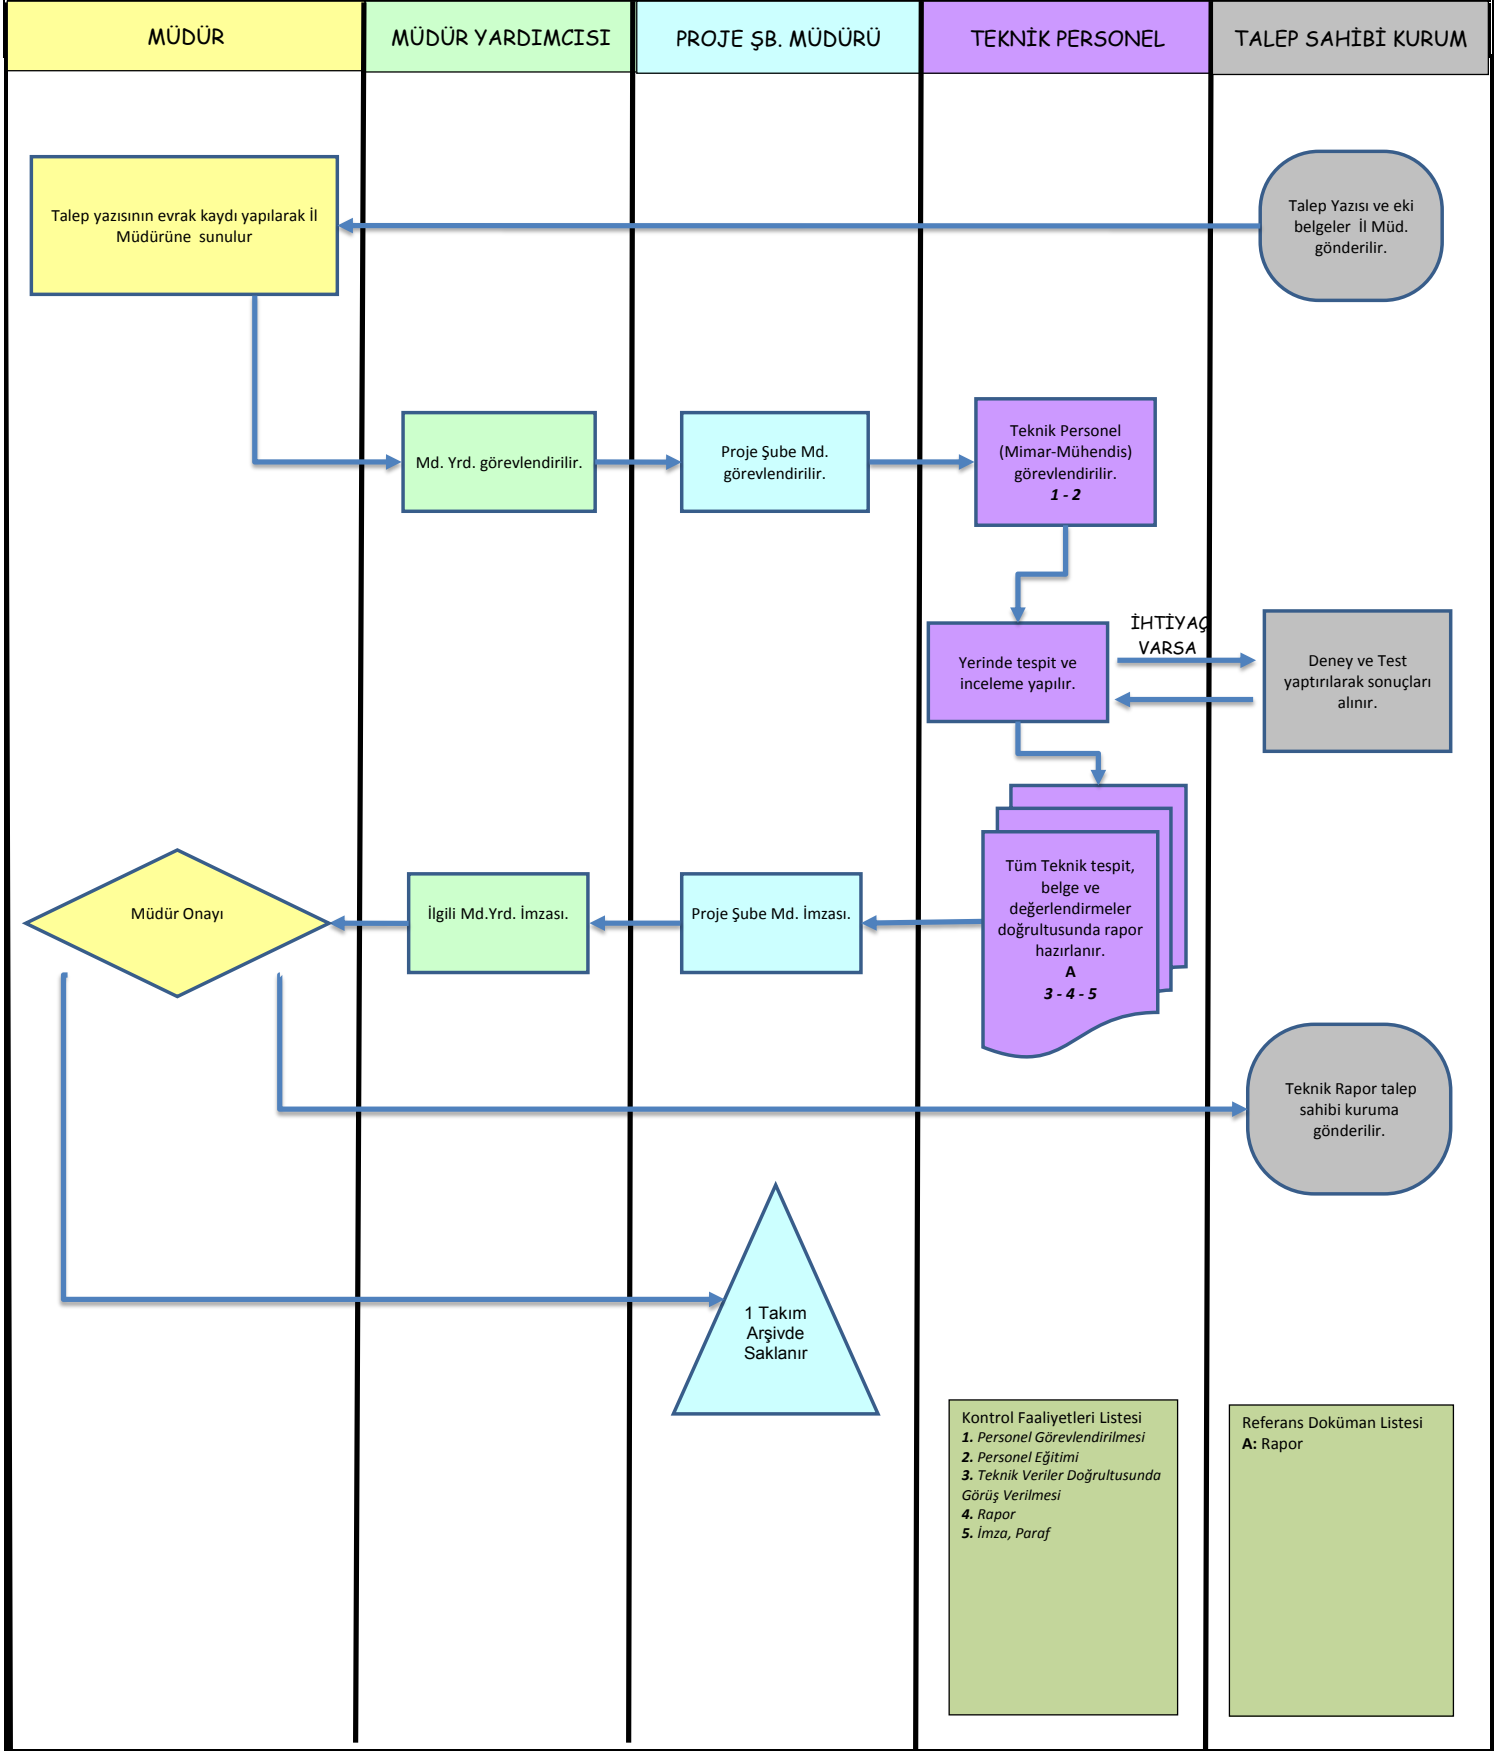 MÜDÜR
MÜDÜR YARDIMCISI
PROJE ŞB. MÜDÜRÜ
TEKNİK PERSONEL
TALEP SAHİBİ KURUM
Talep yazısının evrak kaydı yapılarak İl
Müdürüne sunulur
Talep Yazısı ve eki
belgeler İl Müd.
gönderilir.
Md. Yrd. görevlendirilir.
Proje Şube Md.
görevlendirilir.
Teknik Personel
(Mimar-Mühendis)
görevlendirilir.
1 - 2
Yerinde tespit ve
inceleme yapılır.
İHTİYAÇ
VARSA
Deney ve Test
yaptırılarak sonuçları
alınır.
Müdür Onayı
İlgili Md.Yrd. İmzası.
Proje Şube Md. İmzası.
Tüm Teknik tespit,
belge ve
değerlendirmeler
doğrultusunda rapor
hazırlanır.
A
3 - 4 - 5
Teknik Rapor talep
sahibi kuruma
gönderilir.
1 Takım
Arşivde
Saklanır
Kontrol Faaliyetleri Listesi
1. Personel Görevlendirilmesi
2. Personel Eğitimi
3. Teknik Veriler Doğrultusunda
Görüş Verilmesi
4. Rapor
5. İmza, Paraf
Referans Doküman Listesi
A: Rapor